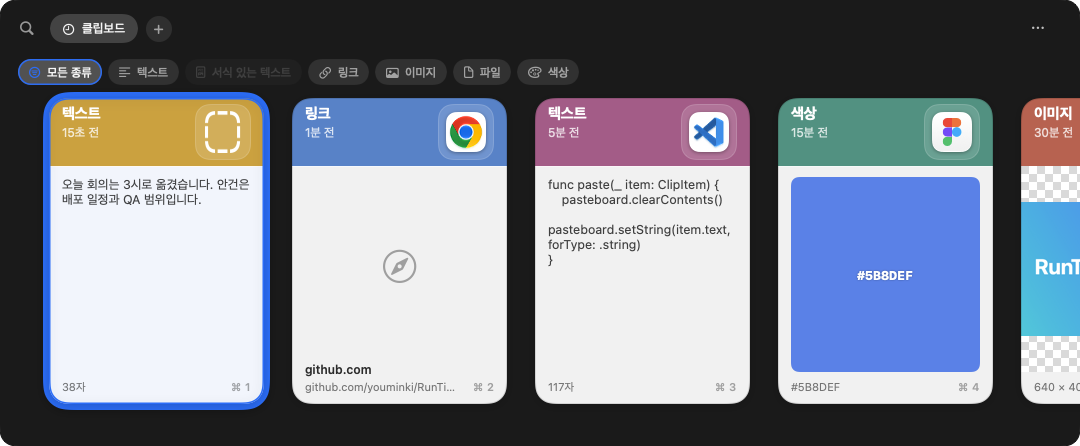 클립보드
모든 종류
텍스트
서식 있는 텍스트
링크
이미지
파일
색상
텍스트
15초 전
오늘 회의는 3시로 옮겼습니다. 안건은
배포 일정과 QA 범위입니다.
38자
⌘ 1
링크
1분 전
github.com
github.com/youminki/RunTi...
⌘ 2
텍스트
5분 전
func paste(_ item: ClipItem) {
pasteboard.clearContents()
pasteboard.setString(item.text,
forType: .string)
}
117자
⌘ 3
색상
15분 전
#5B8DEF
#5B8DEF
⌘ 4
이미지
30분 전
RunT
640 × 40